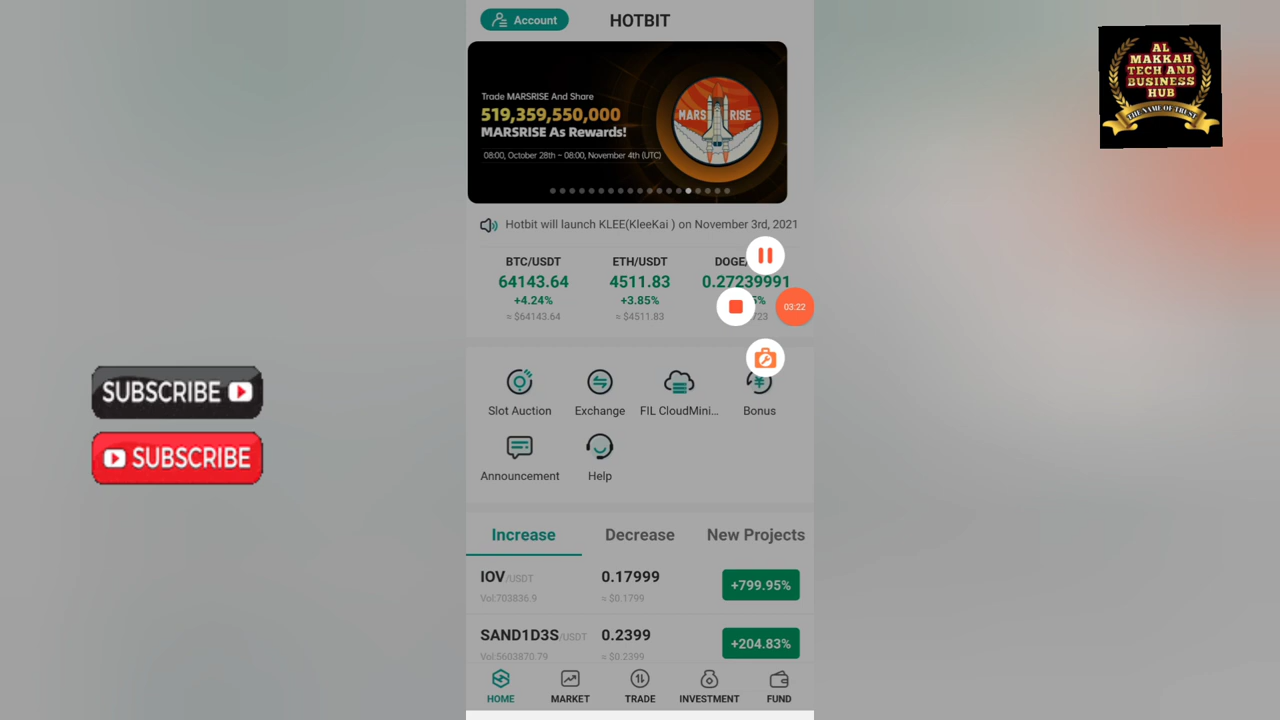 Account
HOTBIT
Trade MARSRISE And Share
519,359,550,000
MARSRISE As Rewards!
08:00, October 28th ~ 08:00, November 4th (UTC)
MARS RISE
Hotbit will launch KLEE(KleeKai ) on November 3rd, 2021
BTC/USDT ETH/USDT
64143.64 4511.83 0.27239991
+4.24% +3.85%
≈ $64143.64 ≈ $4511.83
03:22
Slot Auction Exchange FIL CloudMini... Bonus
Announcement Help
Increase Decrease New Projects
IOV/USDT 0.17999 +799.95%
Vol:703836.9 ≈ $0.1799
SAND1D3S/USDT 0.2399 +204.83%
Vol:5603870.79 ≈ $0.2399
HOME MARKET TRADE INVESTMENT FUND
SUBSCRIBE
SUBSCRIBE
AL
MAKKAH
TECH AND
BUSINESS
HUB
THE NAME OF TRUST